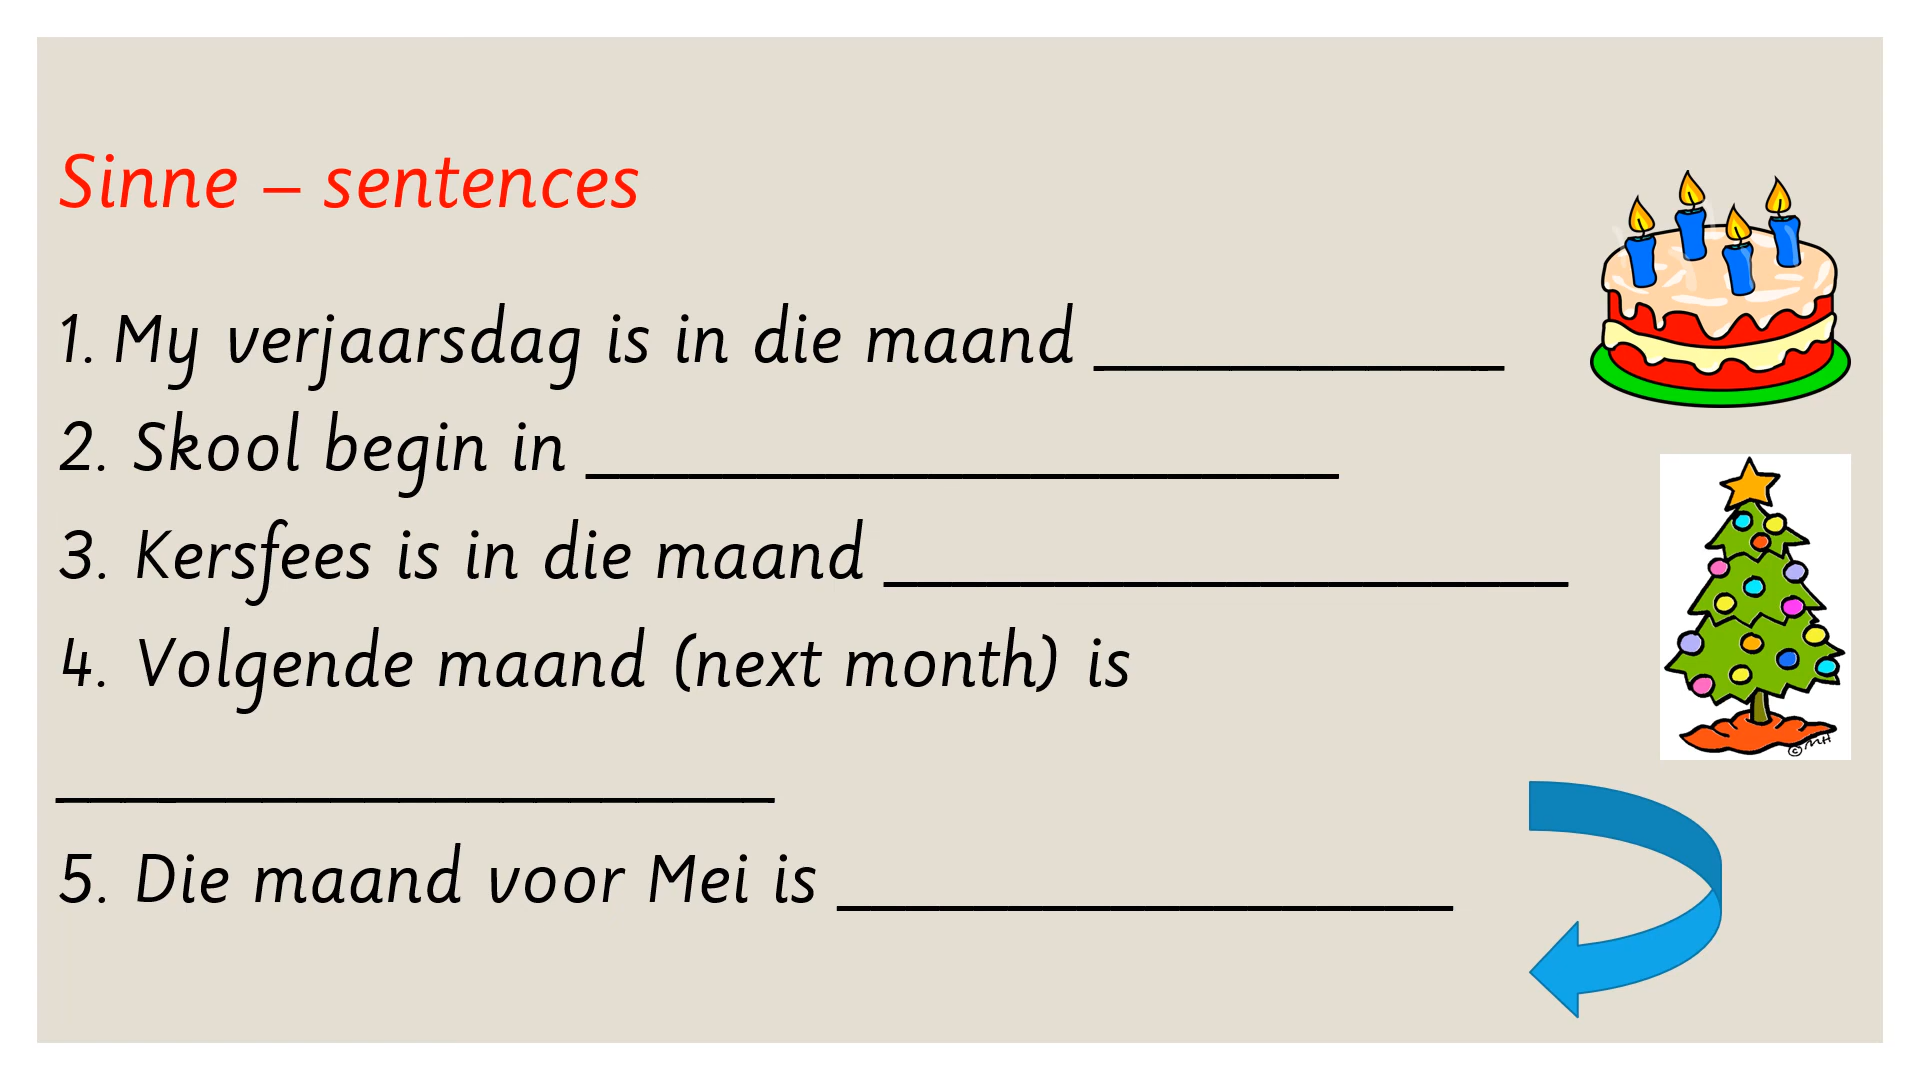 Sinne – sentences
1. My verjaarsdag is in die maand ____________
2. Skool begin in ______________________
3. Kersfees is in die maand ____________________
4. Volgende maand (next month) is
_____________________
5. Die maand voor Mei is __________________
©MH